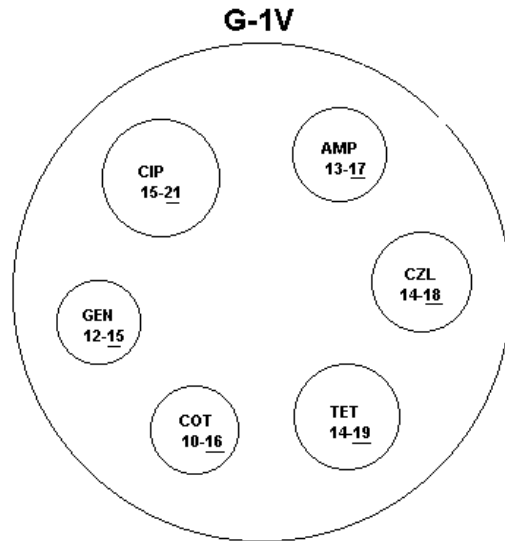 G-1V
CIP
15-21
AMP
13-17
CZL
14-18
GEN
12-15
COT
10-16
TET
14-19